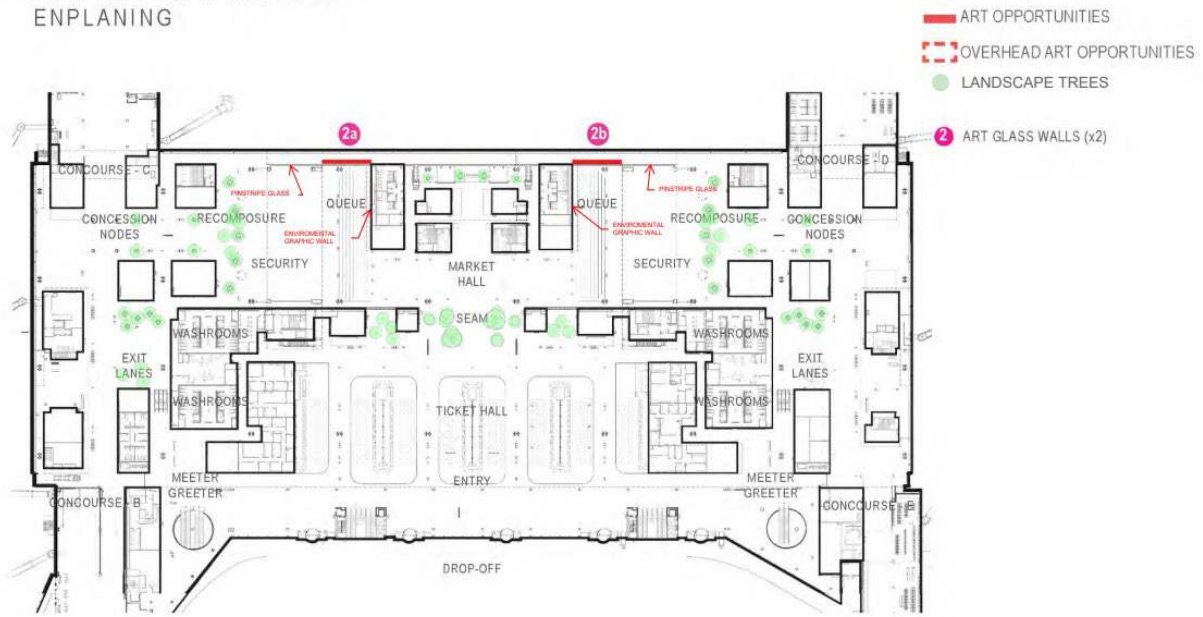 ENPLANING
ART OPPORTUNITIES
OVERHEAD ART OPPORTUNITIES
LANDSCAPE TREES
2 ART GLASS WALLS (x2)
2a
2b
CONCOURSE - C
CONCOURSE - D
PINSTRIPE GLASS
QUEUE
QUEUE
PINSTRIPE GLASS
CONCESSION
NODES
RECOMPOSURE
ENVIROMENTAL
GRAPHIC WALL
ENVIROMENTAL
GRAPHIC WALL
RECOMPOSURE
CONCESSION
NODES
SECURITY
MARKET
HALL
SECURITY
SEAM
WASHROOMS
WASHROOMS
EXIT
LANES
EXIT
LANES
WASHROOMS
TICKET HALL
WASHROOMS
MEETER
GREETER
ENTRY
MEETER
GREETER
CONCOURSE - B
CONCOURSE -
DROP-OFF